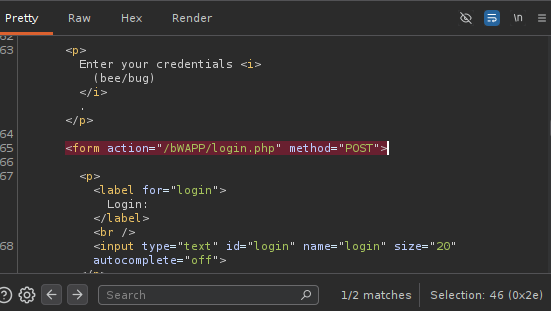 Pretty Raw Hex Render \n
62
63 <p>
Enter your credentials <i>
(bee/bug)
</i>
.
</p>
64
65 <form action="/bWAPP/login.php" method="POST">
66
67 <p>
<label for="login">
Login:
</label>
<br />
68 <input type="text" id="login" name="login" size="20"
autocomplete="off">
</p>
Search 1/2 matches Selection: 46 (0x2e)